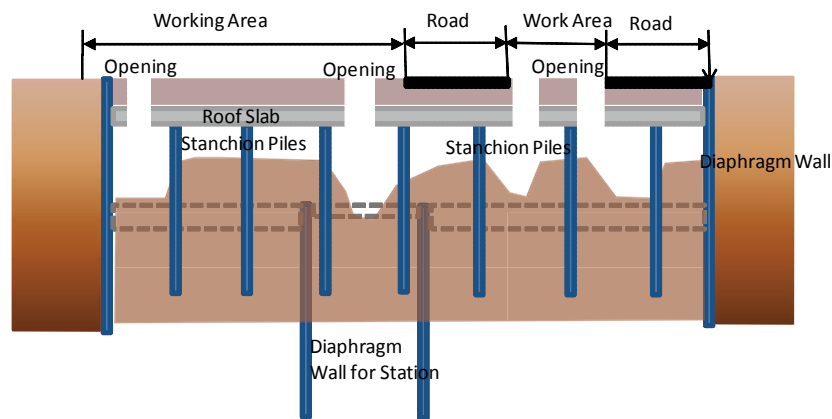 Working Area
Road
Work Area
Road
Opening
Opening
Opening
Roof Slab
Stanchion Piles
Stanchion Piles
Diaphragm Wall
Diaphragm
Wall for Station